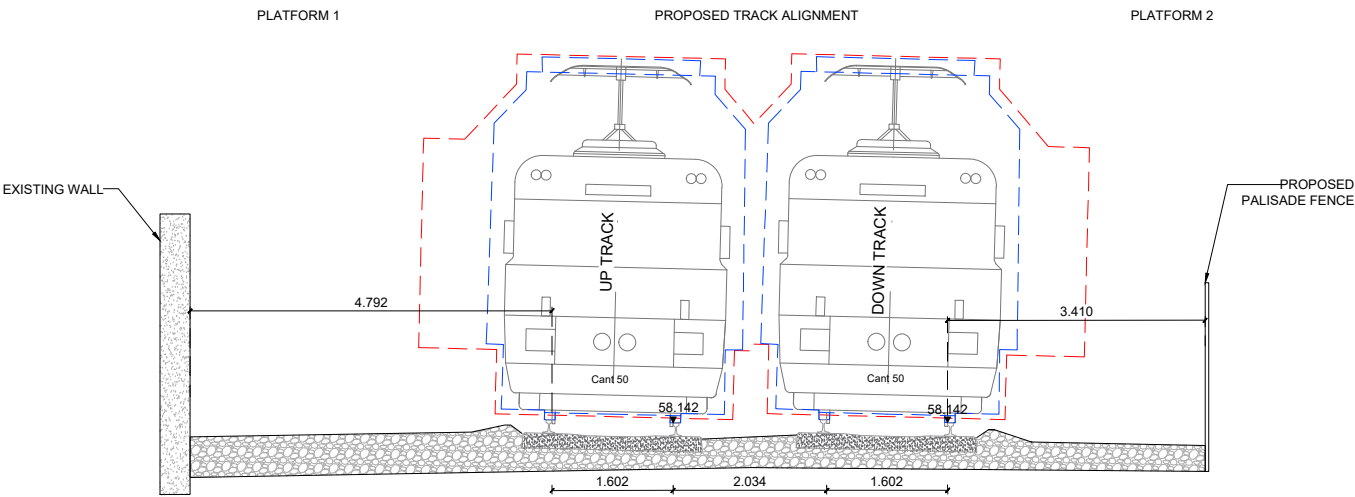 PLATFORM 1
PROPOSED TRACK ALIGNMENT
PLATFORM 2
EXISTING WALL
PROPOSED
PALISADE FENCE
UP TRACK
DOWN TRACK
4.792
3.410
Cant 50
Cant 50
58.142
58.142
1.602
2.034
1.602